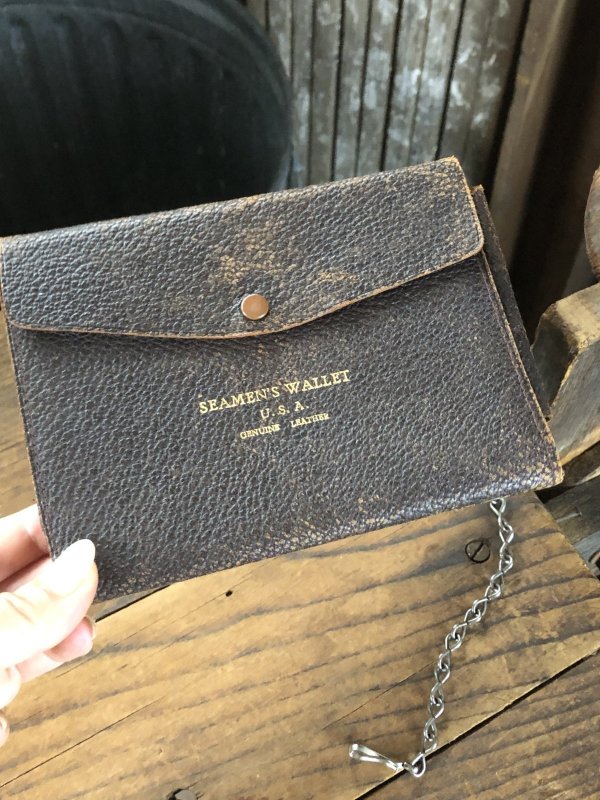 SEAMEN'S WALLET
U. S. A.
GENUINE LEATHER